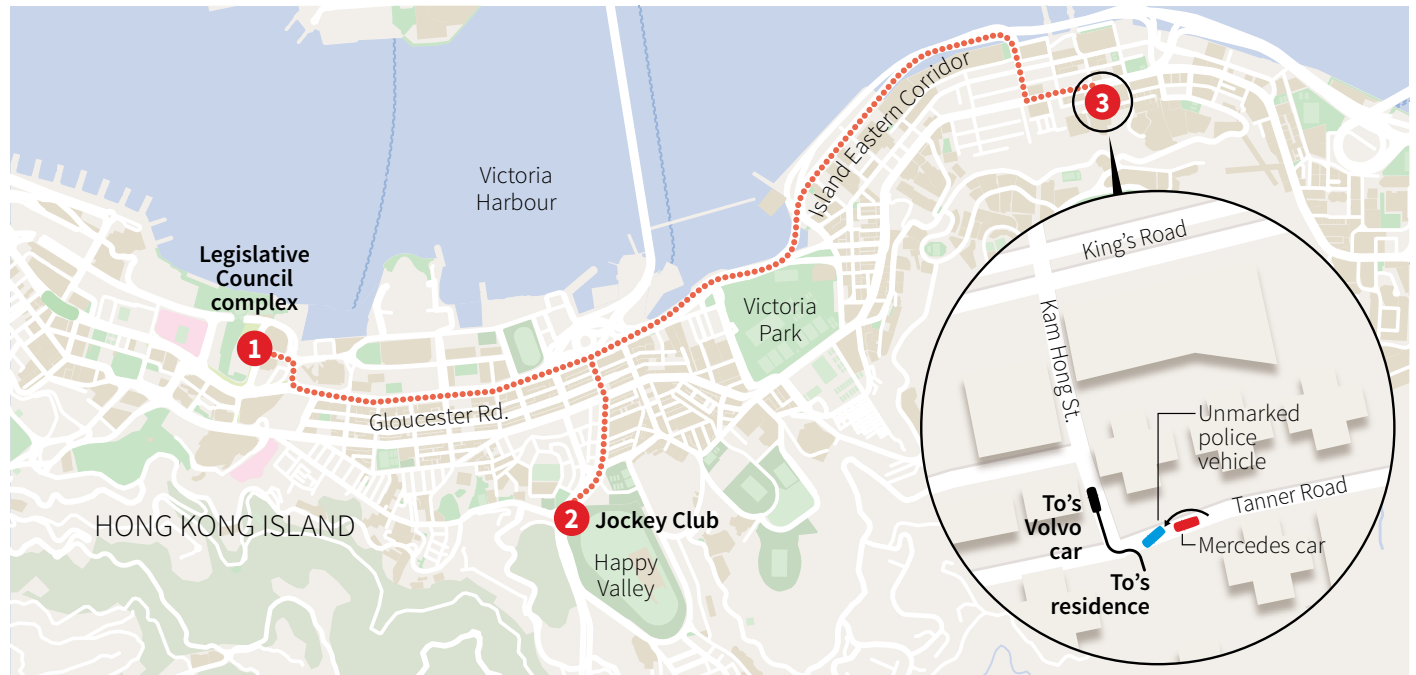 Victoria
Harbour
Island Eastern Corridor
3
Legislative
Council
complex
1
Victoria
Park
Gloucester Rd.
HONG KONG ISLAND
2
Jockey Club
Happy
Valley
King's Road
Kam Hong St.
Unmarked
police
vehicle
Tanner Road
To's
Volvo
car
Mercedes car
To's
residence